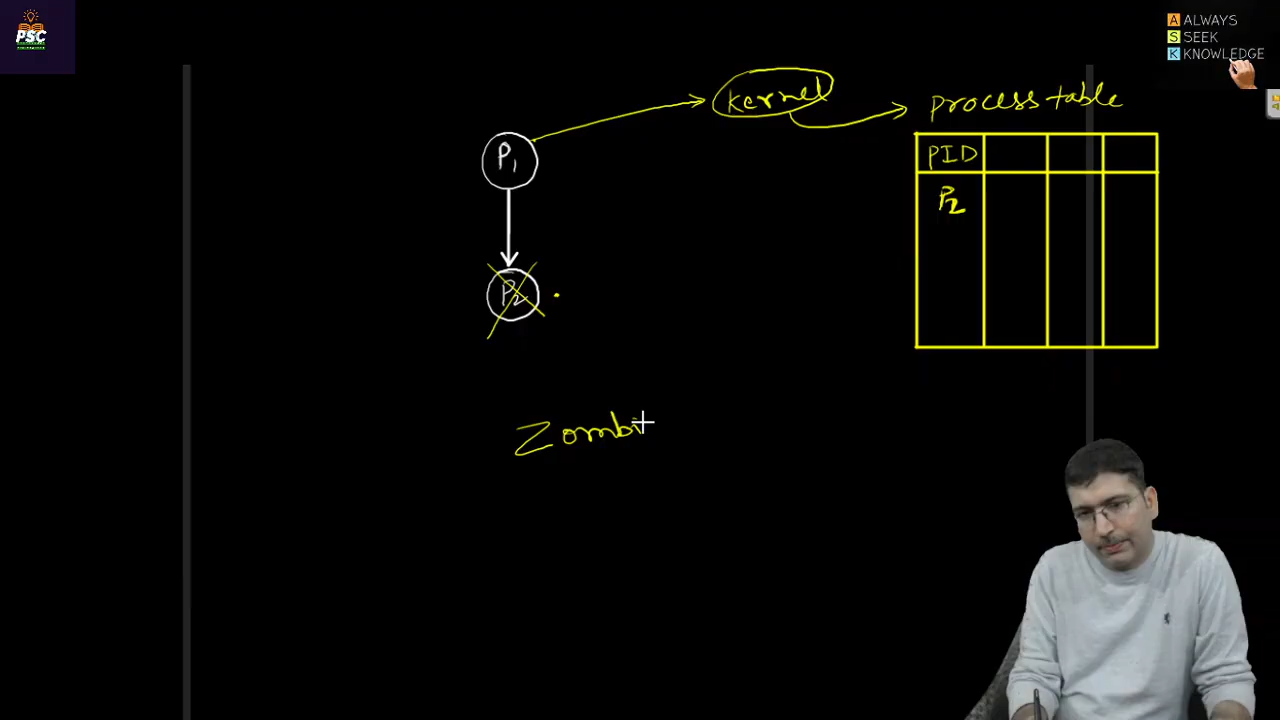 PSC
ALWAYS
SEEK
KNOWLEDGE
kernel
process table
P1
PID
P2
P2
Zombi